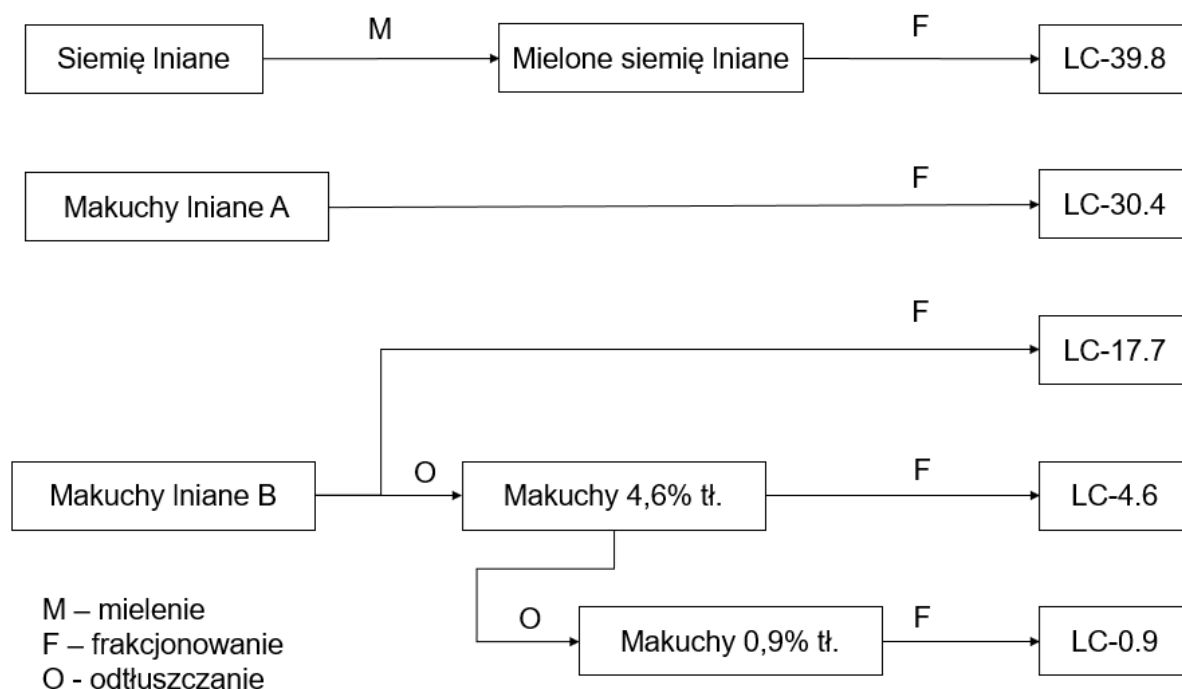 M
F
Siemię lniane
Mielone siemię lniane
LC-39.8
F
Makuchy lniane A
LC-30.4
F
LC-17.7
O
F
Makuchy lniane B
Makuchy 4,6% tł.
LC-4.6
M – mielenie
O
F
F – frakcjonowanie
Makuchy 0,9% tł.
LC-0.9
O - odtłuszczanie